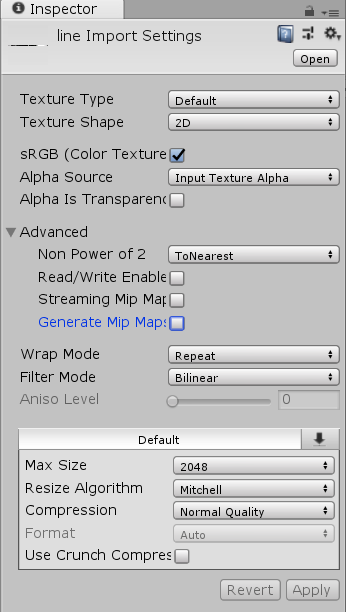 Inspector
line Import Settings
Open
Texture Type Default
Texture Shape 2D
sRGB (Color Texture
Alpha Source Input Texture Alpha
Alpha Is Transparenc
Advanced
Non Power of 2 ToNearest
Read/Write Enable
Streaming Mip Map
Generate Mip Maps
Wrap Mode Repeat
Filter Mode Bilinear
Aniso Level 0
Default
Max Size 2048
Resize Algorithm Mitchell
Compression Normal Quality
Format Auto
Use Crunch Compres
Revert Apply